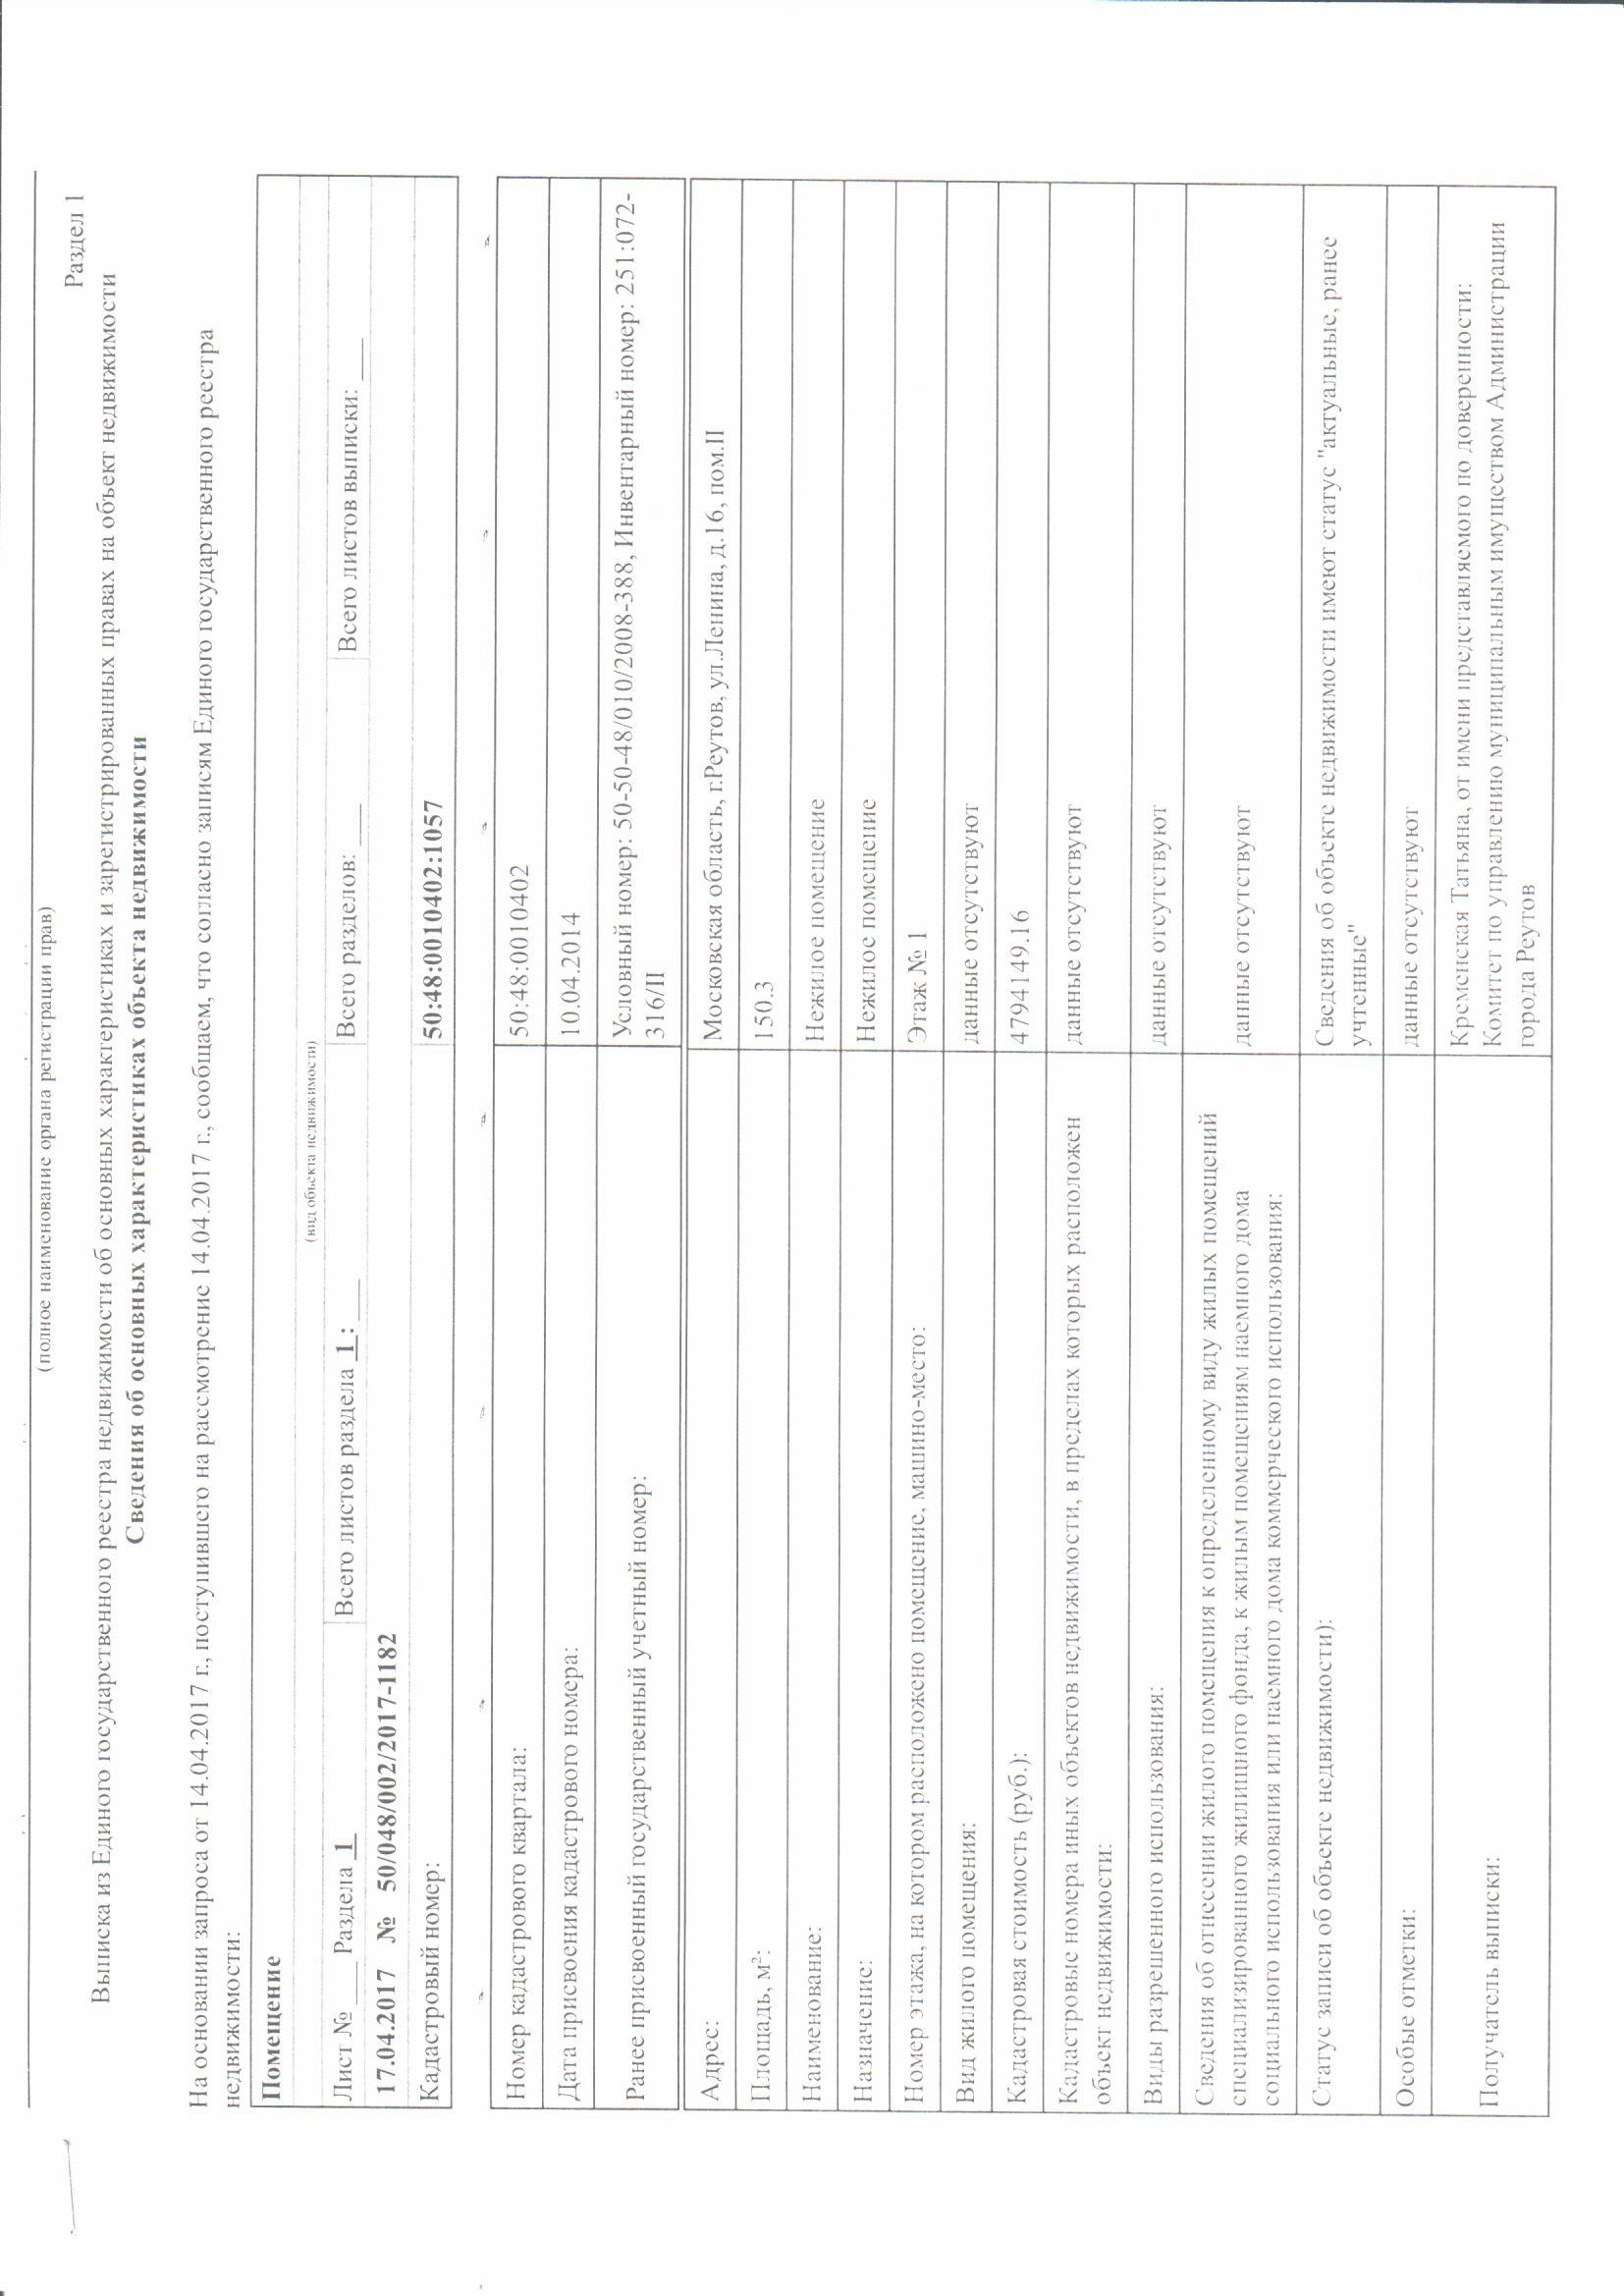 (полное наименование органа регистрации прав)
Раздел 1
Выписка из Единого государственного реестра недвижимости об основных характеристиках и зарегистрированных правах на объект недвижимости
Сведения об основных характеристиках объекта недвижимости
На основании запроса от 14.04.2017 г., поступившего на рассмотрение 14.04.2017 г., сообщаем, что согласно записям Единого государственного реестра
недвижимости:
Помещение
(вид объекта недвижимости)
Лист № ___ Раздела 1 Всего листов раздела 1 : ___ Всего разделов: ___ Всего листов выписки: ___
17.04.2017 № 50/048/002/2017-1182
Кадастровый номер: 50:48:0010402:1057
Номер кадастрового квартала: 50:48:0010402
Дата присвоения кадастрового номера: 10.04.2014
Ранее присвоенный государственный учетный номер: Условный номер: 50-50-48/010/2008-388, Инвентарный номер: 251:072-
316/II
Адрес: Московская область, г.Реутов, ул.Ленина, д.16, пом.II
Площадь, м²: 150.3
Наименование: Нежилое помещение
Назначение: Нежилое помещение
Номер этажа, на котором расположено помещение, машино-место: Этаж № 1
Вид жилого помещения: данные отсутствуют
Кадастровая стоимость (руб.): 4794149.16
Кадастровые номера иных объектов недвижимости, в пределах которых расположен
объект недвижимости: данные отсутствуют
Виды разрешенного использования: данные отсутствуют
Сведения об отнесении жилого помещения к определенному виду жилых помещений
специализированного жилищного фонда, к жилым помещениям наемного дома
социального использования или наемного дома коммерческого использования: данные отсутствуют
Статус записи об объекте недвижимости): Сведения об объекте недвижимости имеют статус "актуальные, ранее
учтенные"
Особые отметки: данные отсутствуют
Получатель выписки: Кременская Татьяна, от имени представляемого по доверенности:
Комитет по управлению муниципальным имуществом Администрации
города Реутов